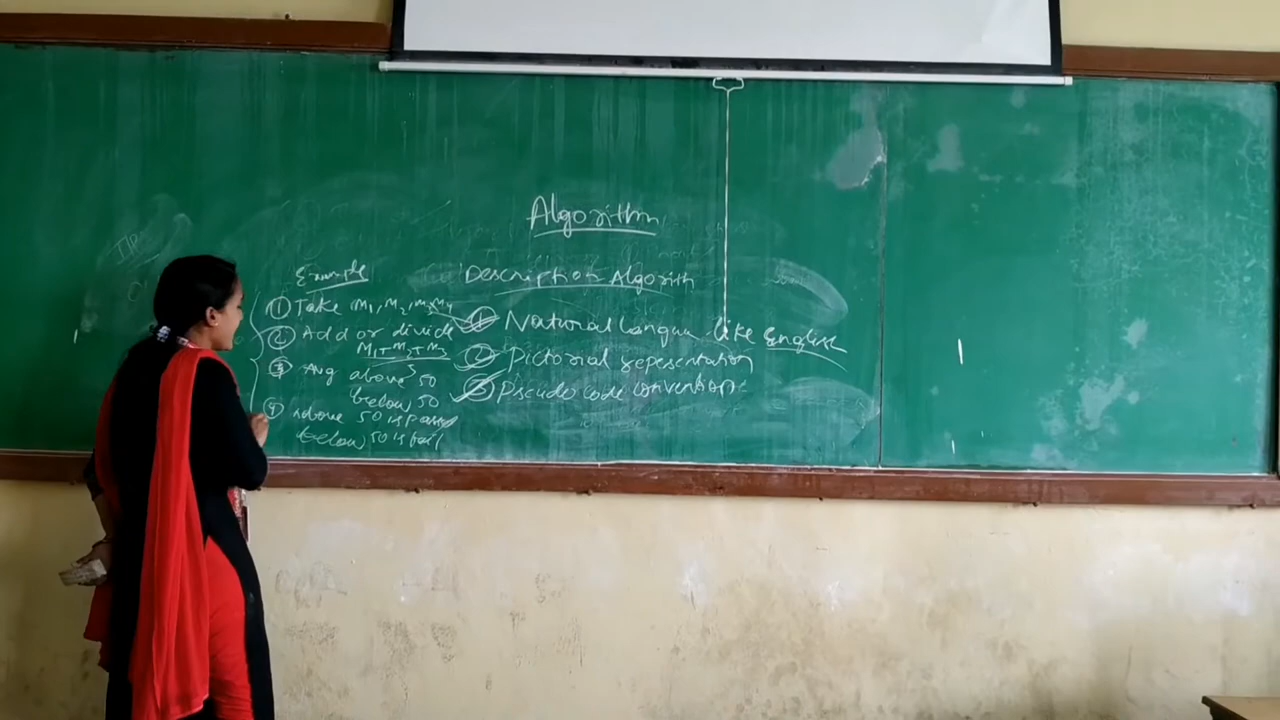 Algorithm
Example
① Take M1, M2, M3, M4
② Add or divide
M1+M2+M3
③ Avg above 50
below 50
④ above 50 is pass
below 50 is fail
Description Algorith
① Natural langua like English
② Pictorial representation
③ Pseudo code convention